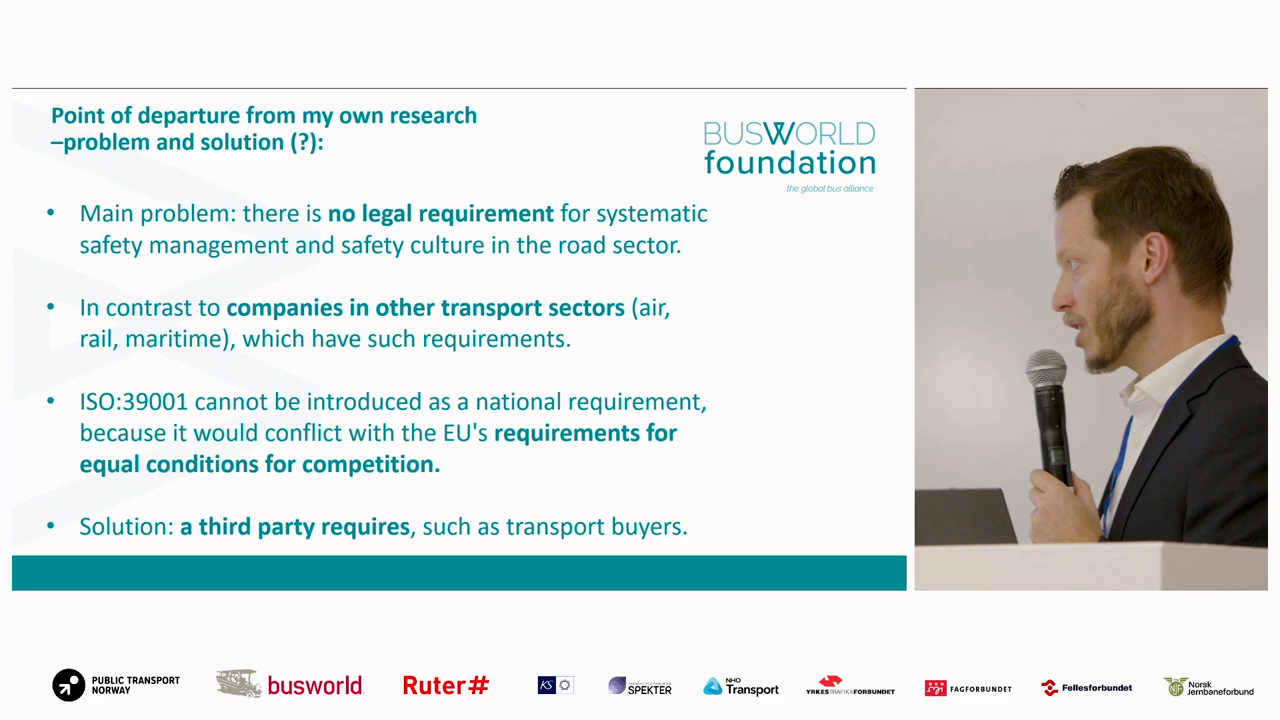 Point of departure from my own research
–problem and solution (?):
BUSWORLD
foundation
the global bus alliance
• Main problem: there is no legal requirement for systematic
safety management and safety culture in the road sector.
• In contrast to companies in other transport sectors (air,
rail, maritime), which have such requirements.
• ISO:39001 cannot be introduced as a national requirement,
because it would conflict with the EU's requirements for
equal conditions for competition.
• Solution: a third party requires, such as transport buyers.
PUBLIC TRANSPORT
NORWAY
busworld
Ruter#
KS
SPEKTER
NHO
Transport
YRKESTRAFIKKFORBUNDET
FAGFORBUNDET
Fellesforbundet
Norsk
Jernbaneforbund